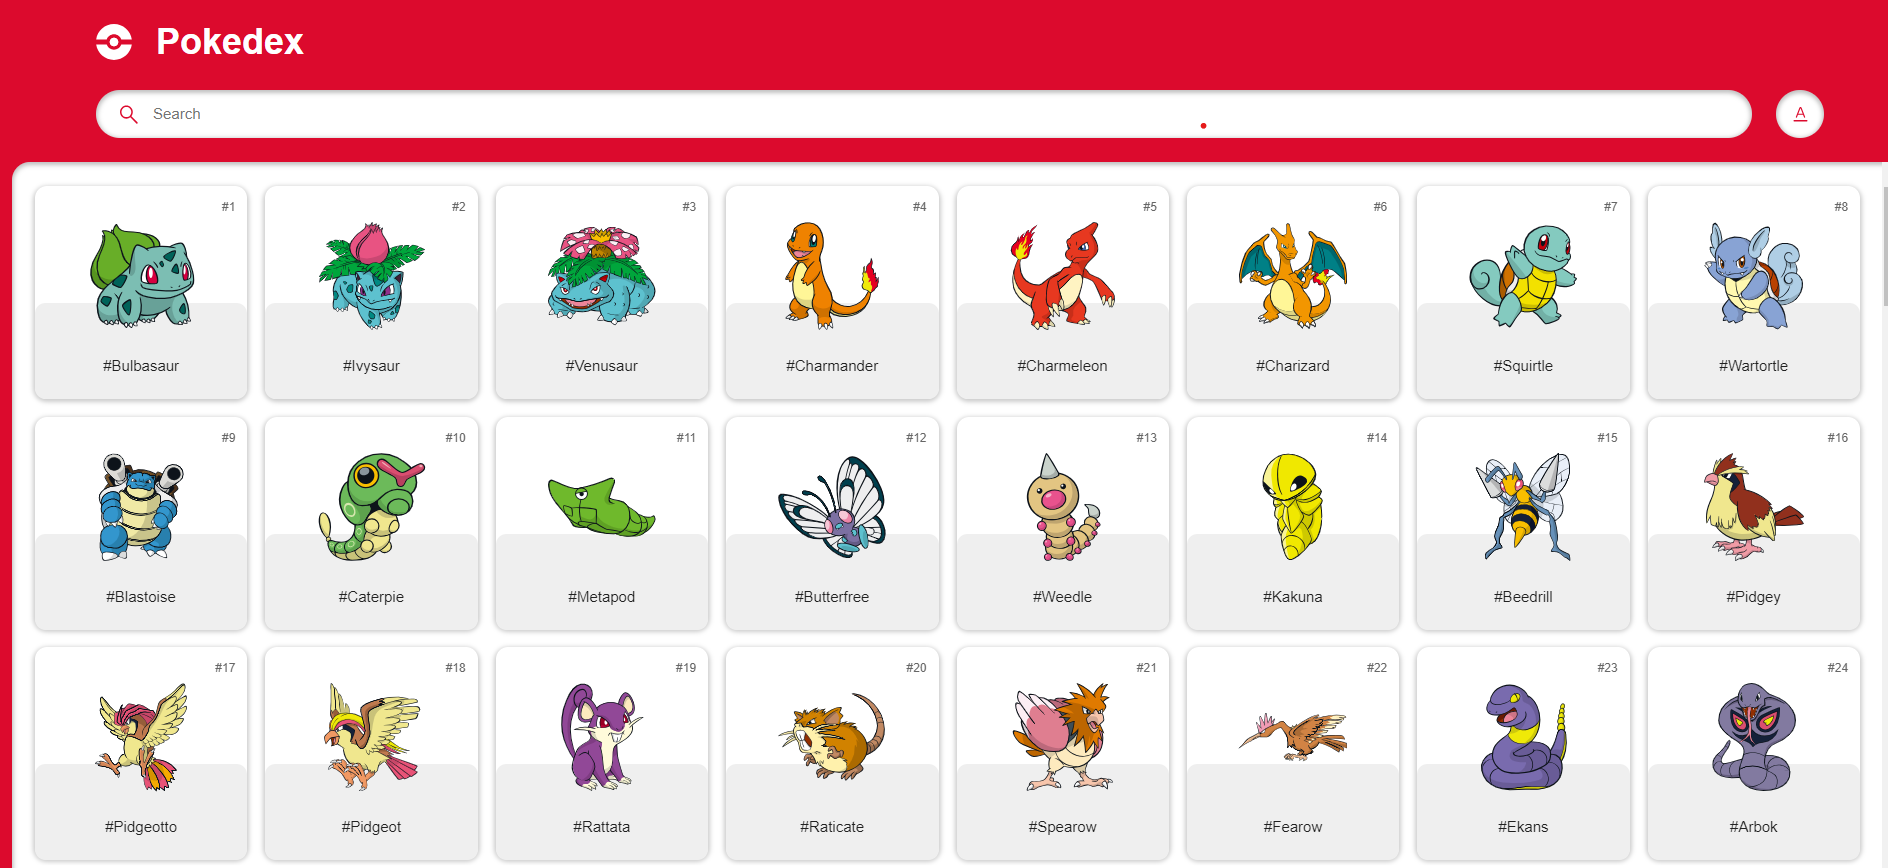 Pokedex
Search
A
#1 #2 #3 #4 #5 #6 #7 #8
#Bulbasaur #Ivysaur #Venusaur #Charmander #Charmeleon #Charizard #Squirtle #Wartortle
#9 #10 #11 #12 #13 #14 #15 #16
#Blastoise #Caterpie #Metapod #Butterfree #Weedle #Kakuna #Beedrill #Pidgey
#17 #18 #19 #20 #21 #22 #23 #24
#Pidgeotto #Pidgeot #Rattata #Raticate #Spearow #Fearow #Ekans #Arbok